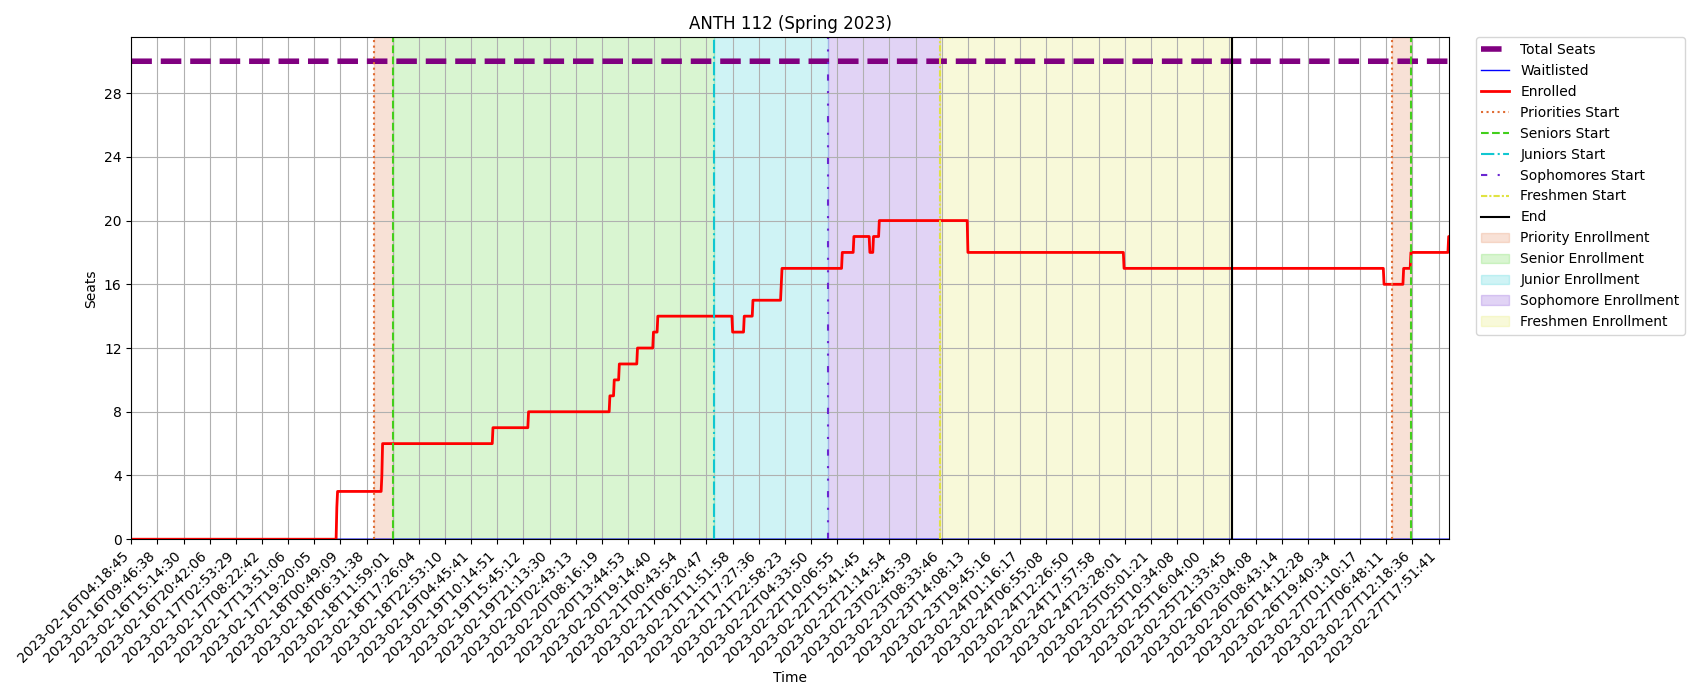 ANTH 112 (Spring 2023)
Seats
28
24
20
16
12
8
4
0
2023-02-16T04:18:45
2023-02-16T09:46:38
2023-02-16T15:14:30
2023-02-16T20:42:06
2023-02-17T02:53:29
2023-02-17T08:22:42
2023-02-17T13:51:06
2023-02-17T19:20:05
2023-02-18T00:49:09
2023-02-18T06:31:38
2023-02-18T11:59:01
2023-02-18T17:26:04
2023-02-18T22:53:10
2023-02-19T04:45:41
2023-02-19T10:14:51
2023-02-19T15:45:12
2023-02-19T21:13:30
2023-02-20T02:43:13
2023-02-20T08:16:19
2023-02-20T13:44:53
2023-02-20T19:14:40
2023-02-21T00:43:54
2023-02-21T06:20:47
2023-02-21T11:51:58
2023-02-21T17:27:36
2023-02-21T22:58:23
2023-02-22T04:33:50
2023-02-22T10:06:55
2023-02-22T15:41:45
2023-02-22T21:14:54
2023-02-23T02:45:39
2023-02-23T08:33:46
2023-02-23T14:08:13
2023-02-23T19:45:16
2023-02-24T01:16:17
2023-02-24T06:55:08
2023-02-24T12:26:50
2023-02-24T17:57:58
2023-02-24T23:28:01
2023-02-25T05:01:21
2023-02-25T10:34:08
2023-02-25T16:04:00
2023-02-25T21:33:45
2023-02-26T03:04:08
2023-02-26T08:43:14
2023-02-26T14:12:28
2023-02-26T19:40:34
2023-02-27T01:10:17
2023-02-27T06:48:11
2023-02-27T12:18:36
2023-02-27T17:51:41
Time
Total Seats
Waitlisted
Enrolled
Priorities Start
Seniors Start
Juniors Start
Sophomores Start
Freshmen Start
End
Priority Enrollment
Senior Enrollment
Junior Enrollment
Sophomore Enrollment
Freshmen Enrollment